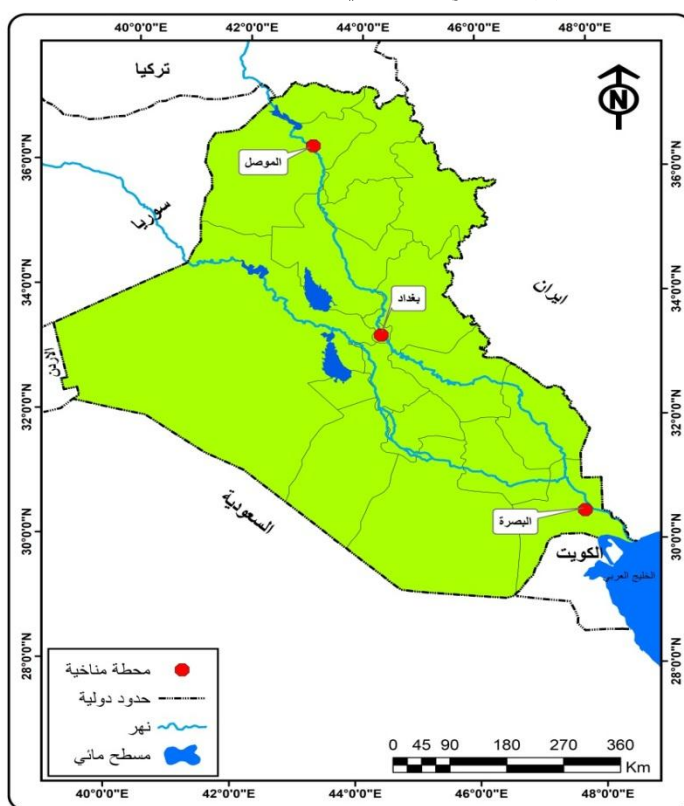 40°0'0"E 42°0'0"E 44°0'0"E 46°0'0"E 48°0'0"E
تركيا
N
36°0'0"N
36°0'0"N
الموصل
سوريا
34°0'0"N
34°0'0"N
ايران
بغداد
الاردن
32°0'0"N
32°0'0"N
السعودية
البصرة
30°0'0"N
30°0'0"N
الكويت
الخليج العربي
28°0'0"N
28°0'0"N
محطة مناخية
حدود دولية
نهر
مسطح مائي
0 45 90 180 270 360
Km
40°0'0"E 42°0'0"E 44°0'0"E 46°0'0"E 48°0'0"E